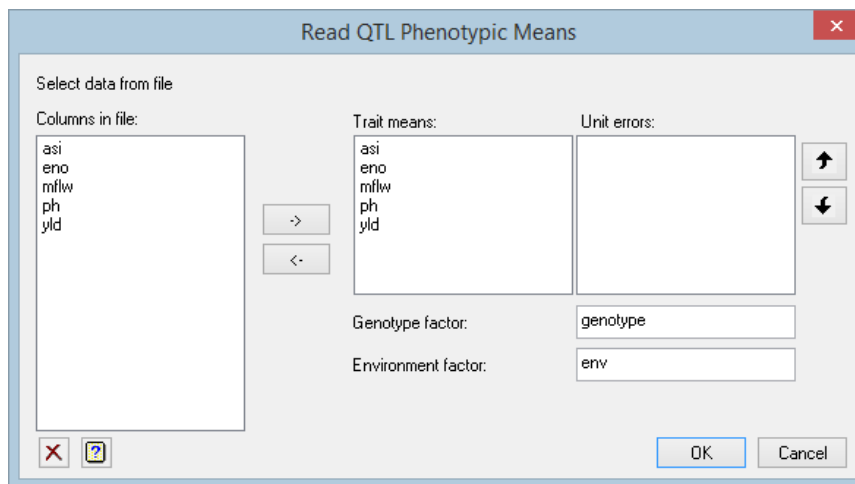 Read QTL Phenotypic Means
Select data from file
Columns in file:
asi
eno
mflw
ph
yld
->
<-
Trait means:
asi
eno
mflw
ph
yld
Unit errors:
Genotype factor:
genotype
Environment factor:
env
OK
Cancel